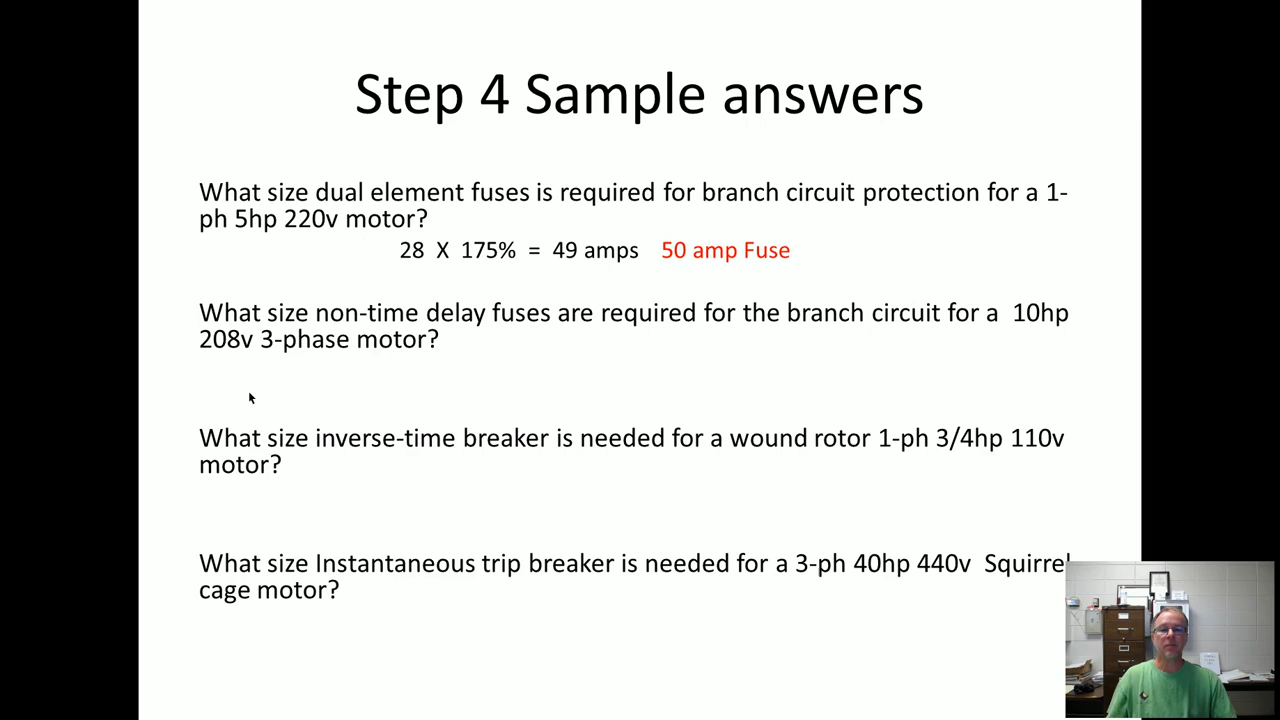 Step 4 Sample answers
What size dual element fuses is required for branch circuit protection for a 1-
ph 5hp 220v motor?
28 X 175% = 49 amps 50 amp Fuse
What size non-time delay fuses are required for the branch circuit for a 10hp
208v 3-phase motor?
What size inverse-time breaker is needed for a wound rotor 1-ph 3/4hp 110v
motor?
What size Instantaneous trip breaker is needed for a 3-ph 40hp 440v Squirrel
cage motor?